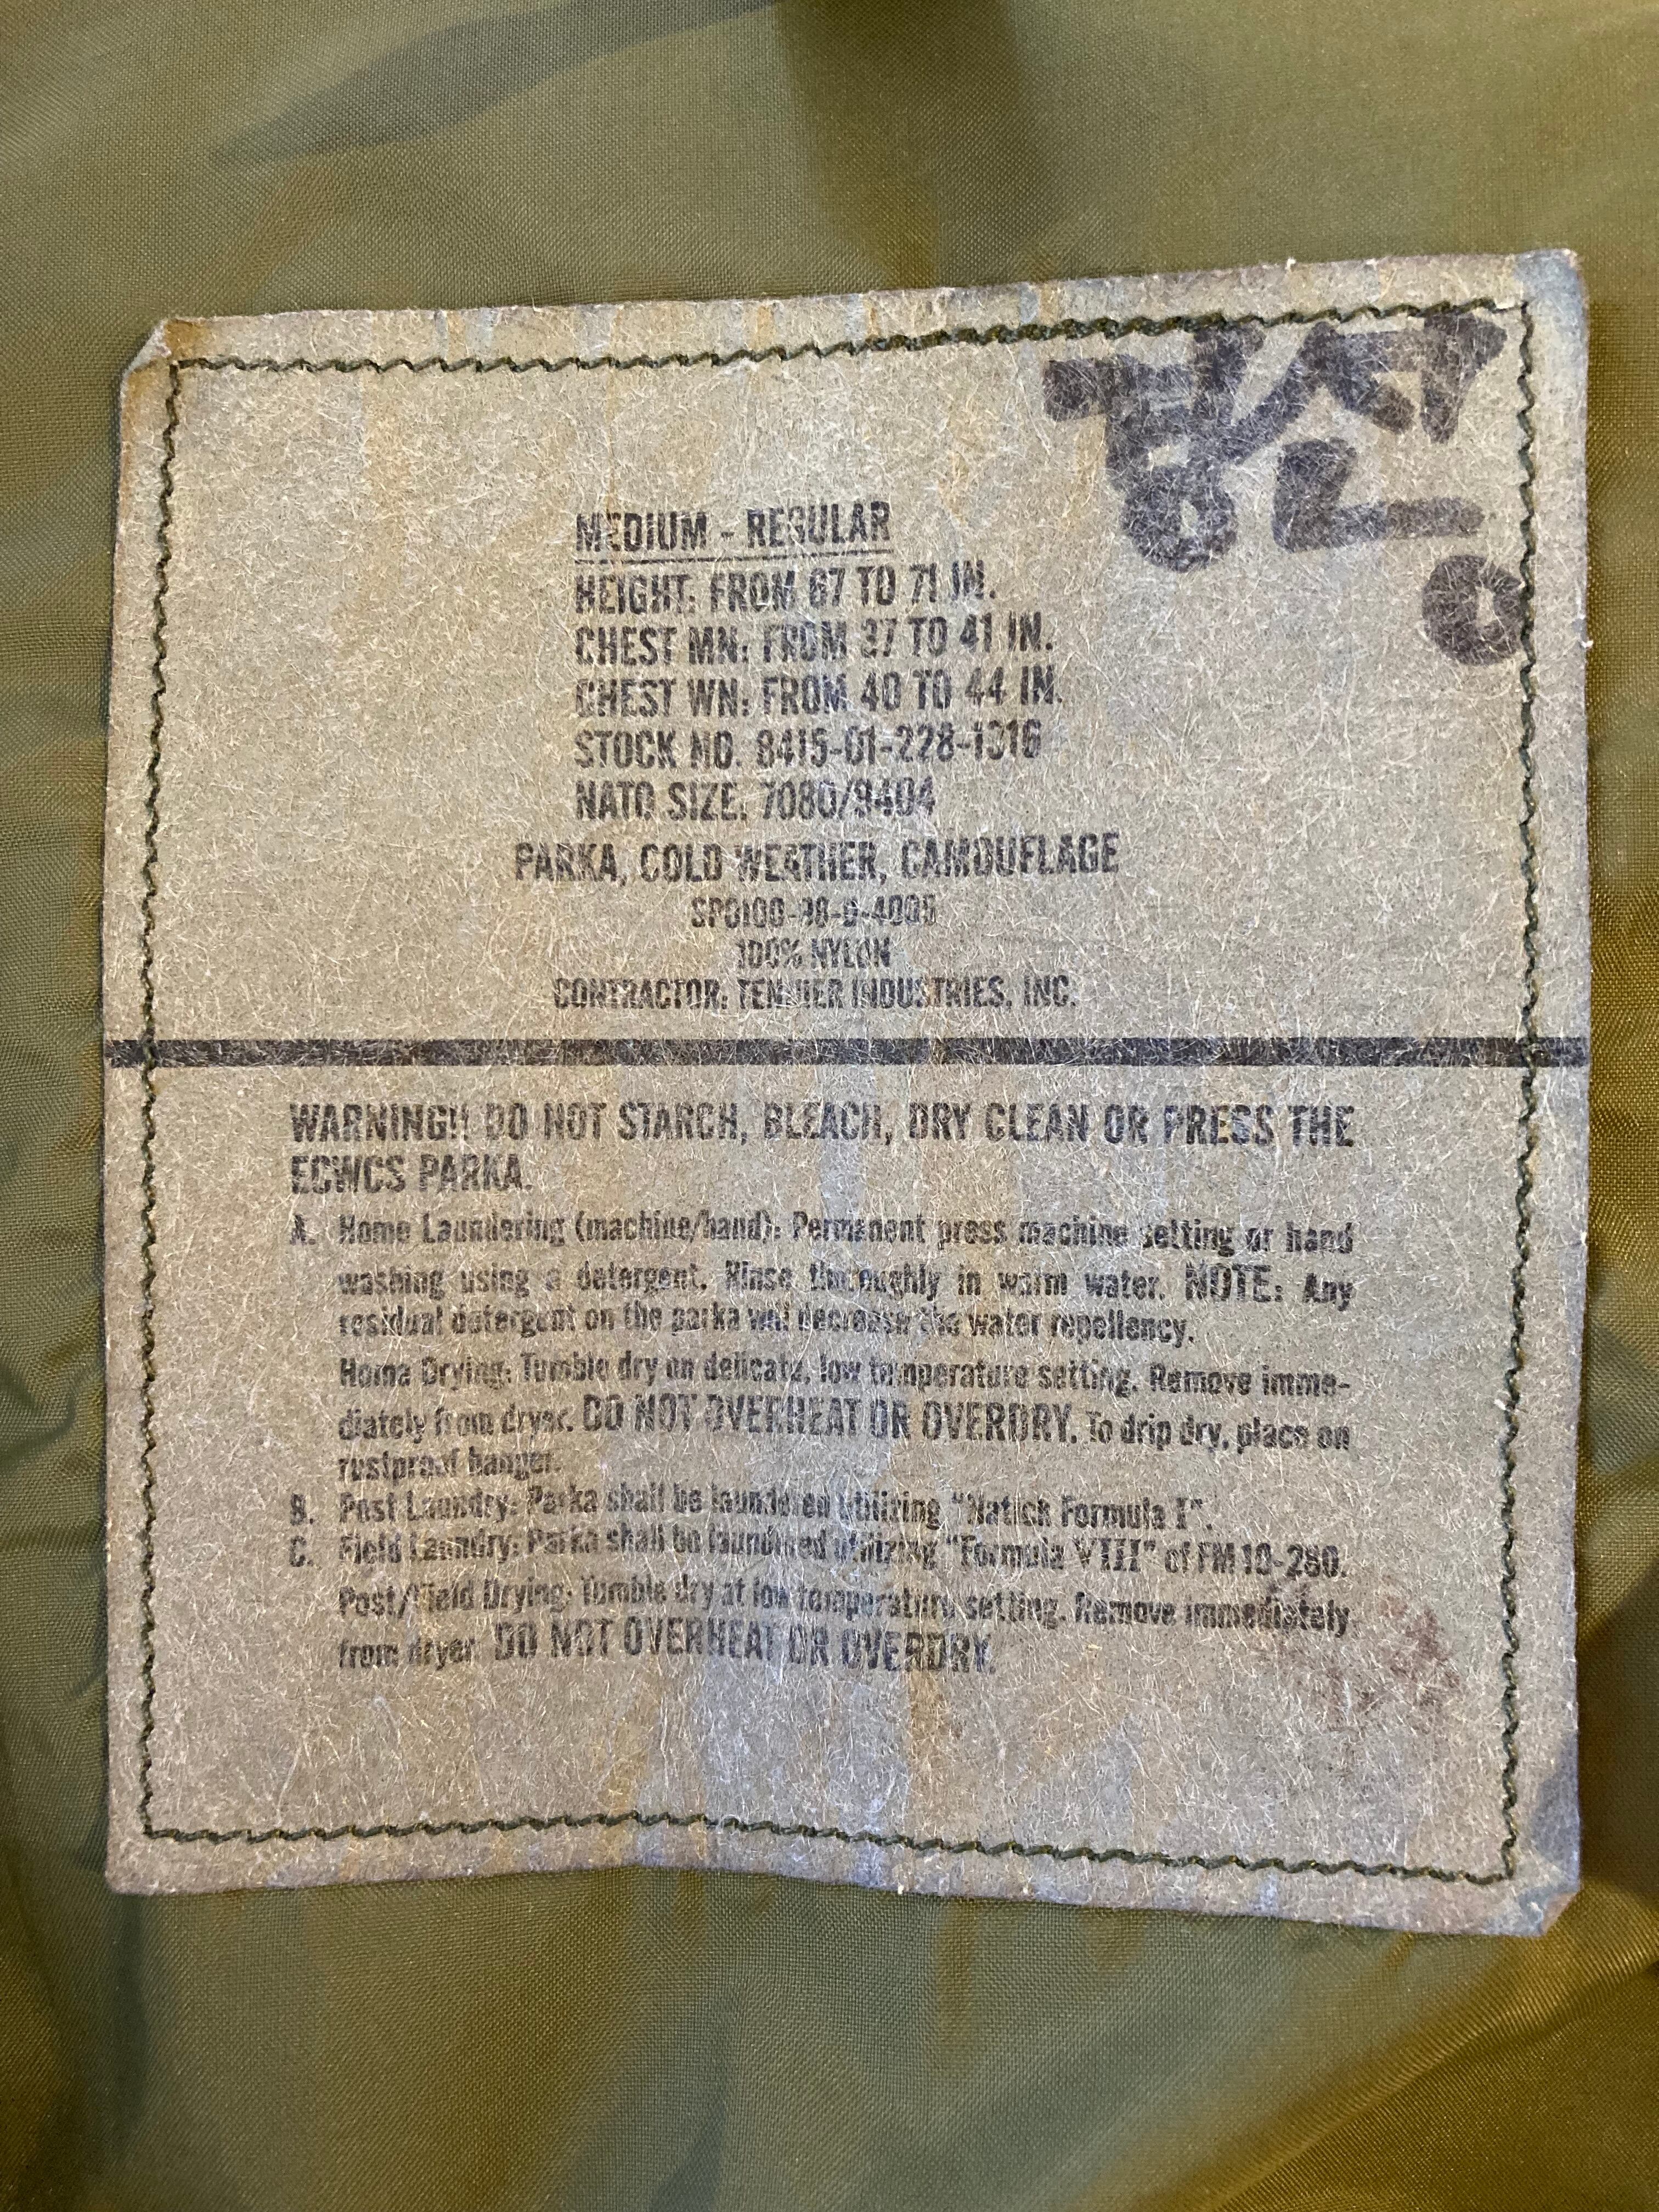 MEDIUM - REGULAR
HEIGHT: FROM 67 TO 71 IN.
CHEST MN: FROM 37 TO 41 IN.
CHEST WN: FROM 40 TO 44 IN.
STOCK NO. 8415-01-228-1316
NATO SIZE: 7080/9404
PARKA, COLD WEATHER, CAMOUFLAGE
100% NYLON
CONTRACTOR: TENNIER INDUSTRIES, INC.
WARNING!! DO NOT STARCH, BLEACH, DRY CLEAN OR PRESS THE
ECWCS PARKA.
A. Home Laundering (machine/hand): Permanent press machine setting or hand
washing using a detergent. Rinse thoroughly in warm water. NOTE: Any
residual detergent on the parka will decrease the water repellency.
Home Drying: Tumble dry on delicate, low temperature setting. Remove imme-
diately from dryer. DO NOT OVERHEAT OR OVERDRY. To drip dry, place on
rustproof hanger.
B. Post Laundry: Parka shall be laundered utilizing "Natick Formula I".
C. Field Laundry: Parka shall be laundered utilizing "Formula VIII" of FM 10-280.
Post/Field Drying: Tumble dry at low temperature setting. Remove immediately
from dryer DO NOT OVERHEAT OR OVERDRY.